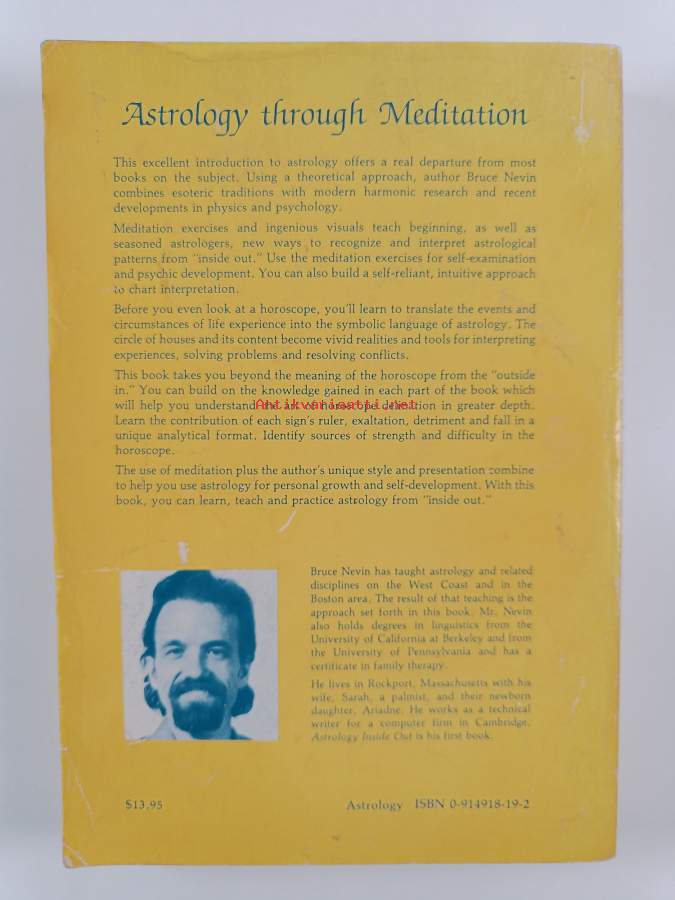 Astrology through Meditation
This excellent introduction to astrology offers a real departure from most
books on the subject. Using a theoretical approach, author Bruce Nevin
combines esoteric traditions with modern harmonic research and recent
developments in physics and psychology.
Meditation exercises and ingenious visuals teach beginning, as well as
seasoned astrologers, new ways to recognize and interpret astrological
patterns from "inside out." Use the meditation exercises for self-examination
and psychic development. You can also build a self-reliant, intuitive approach
to chart interpretation.
Before you even look at a horoscope, you'll learn to translate the events and
circumstances of life experience into the symbolic language of astrology. The
circle of houses and its content become vivid realities and tools for interpreting
experiences, solving problems and resolving conflicts.
This book takes you beyond the meaning of the horoscope from the "outside
in." You can build on the knowledge gained in each part of the book which
will help you understand the art of horoscope delineation in greater depth.
Antikvariaatti.net
Learn the contribution of each sign's ruler, exaltation, detriment and fall in a
unique analytical format. Identify sources of strength and difficulty in the
horoscope.
The use of meditation plus the author's unique style and presentation combine
to help you use astrology for personal growth and self-development. With this
book, you can learn, teach and practice astrology from "inside out."
Bruce Nevin has taught astrology and related
disciplines on the West Coast and in the
Boston area. The result of that teaching is the
approach set forth in this book. Mr. Nevin
also holds degrees in linguistics from the
University of California at Berkeley and from
the University of Pennsylvania and has a
certificate in family therapy.
He lives in Rockport, Massachusetts with his
wife, Sarah, a palmist, and their newborn
daughter, Ariadne. He works as a technical
writer for a computer firm in Cambridge.
Astrology Inside Out is his first book.
$13.95
Astrology ISBN 0-914918-19-2